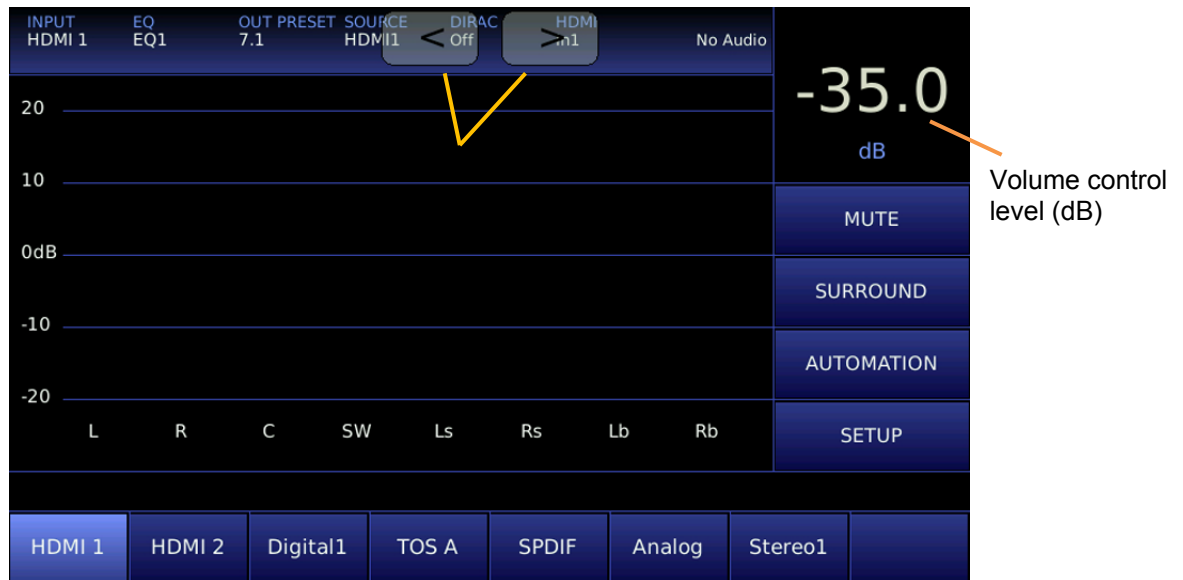 INPUT EQ OUT PRESET SOURCE DIRAC HDMI
HDMI 1 EQ1 7.1 HDMI1 < Off > In1 No Audio
-35.0
dB
Volume control
level (dB)
20
10
0dB
-10
-20
L R C SW Ls Rs Lb Rb
MUTE
SURROUND
AUTOMATION
SETUP
HDMI 1 HDMI 2 Digital1 TOS A SPDIF Analog Stereo1